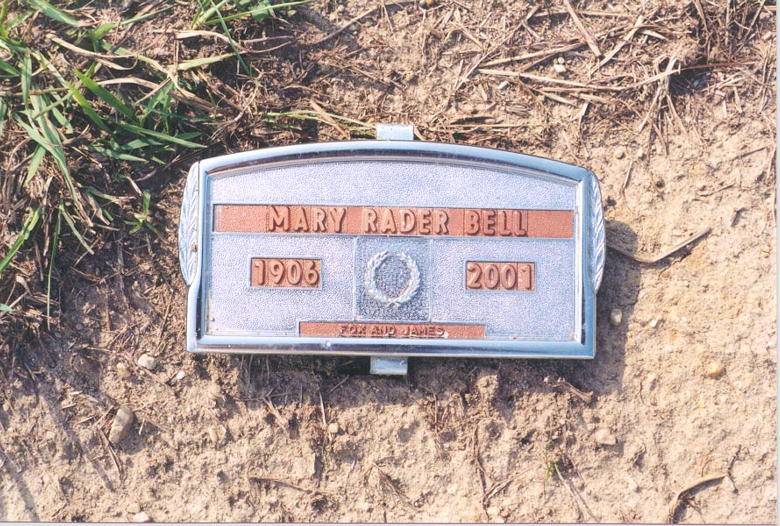 MARY RADER BELL
1906 2001
FOX AND JAMES